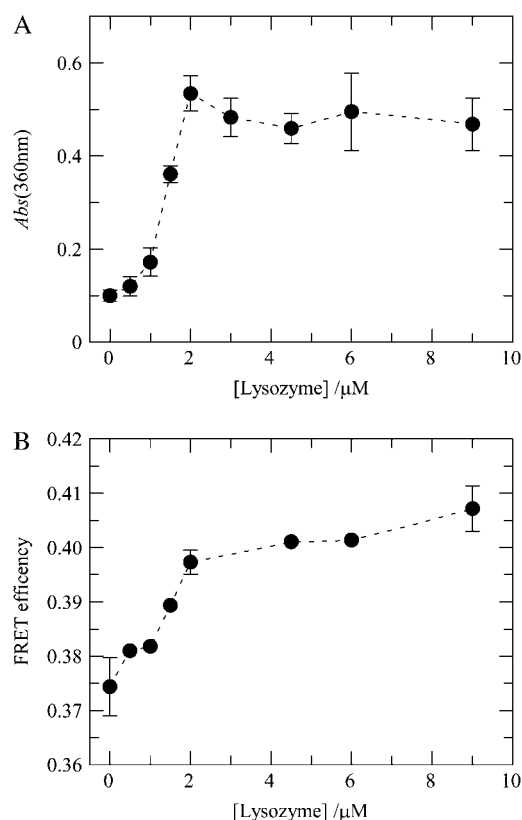 A
0.6
0.4
0.2
0
Abs(360nm)
0 2 4 6 8 10
[Lysozyme] /μM
B
0.42
0.41
0.40
0.39
0.38
0.37
0.36
FRET efficency
0 2 4 6 8 10
[Lysozyme] /μM